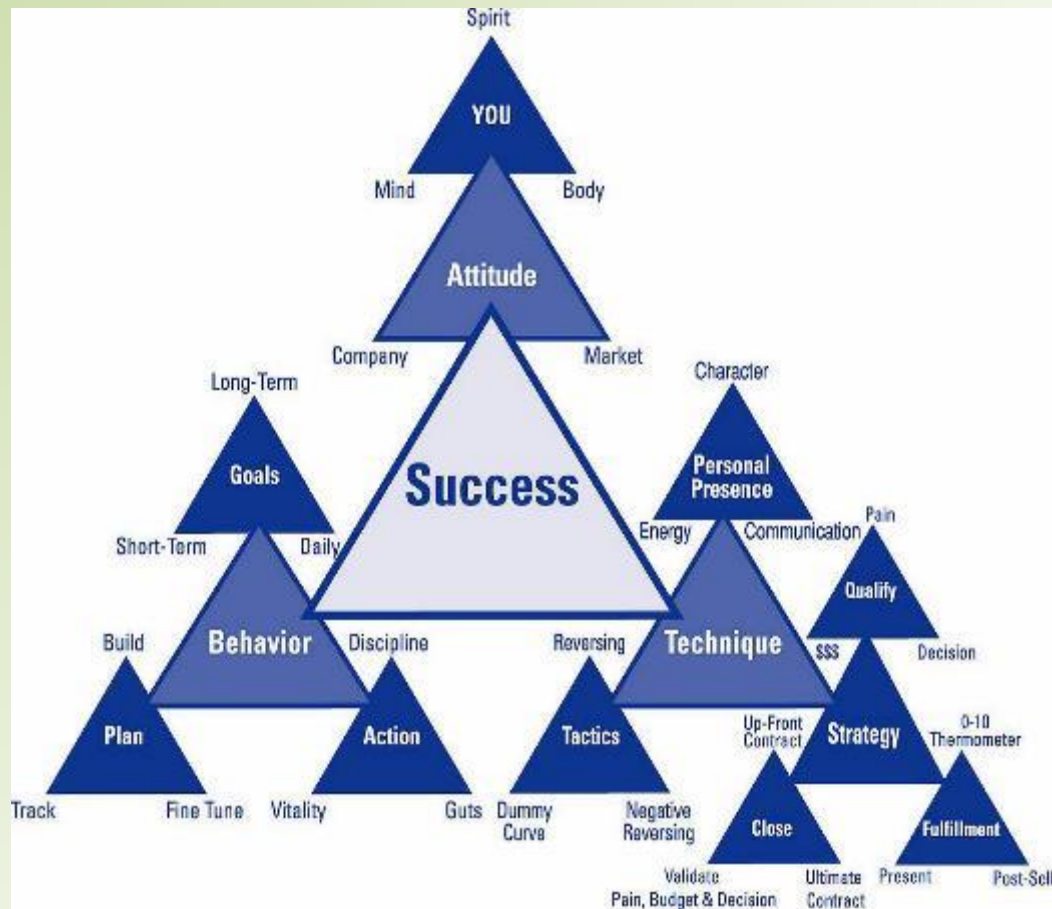 Spirit
YOU
Mind
Body
Attitude
Company
Market
Long-Term
Character
Goals
Personal
Presence
Success
Short-Term
Daily
Energy
Communication
Pain
Qualify
Build
Behavior
Discipline
Reversing
Technique
$$$
Decision
Plan
Action
Tactics
Up-Front
Contract
Strategy
0-10
Thermometer
Track
Fine Tune
Vitality
Guts
Dummy
Curve
Negative
Reversing
Close
Fulfillment
Validate
Pain, Budget & Decision
Ultimate
Contract
Present
Post-Sell